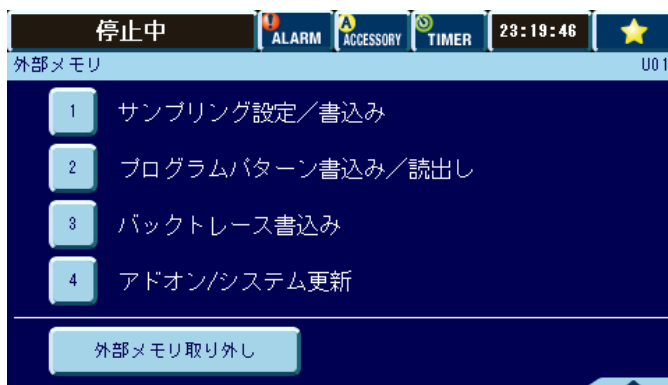 停止中 ALARM ACCESSORY TIMER 23:19:46
外部メモリ U01
1 サンプリング設定／書込み
2 プログラムパターン書込み／読出し
3 バックトレース書込み
4 アドオン/システム更新
外部メモリ取り外し